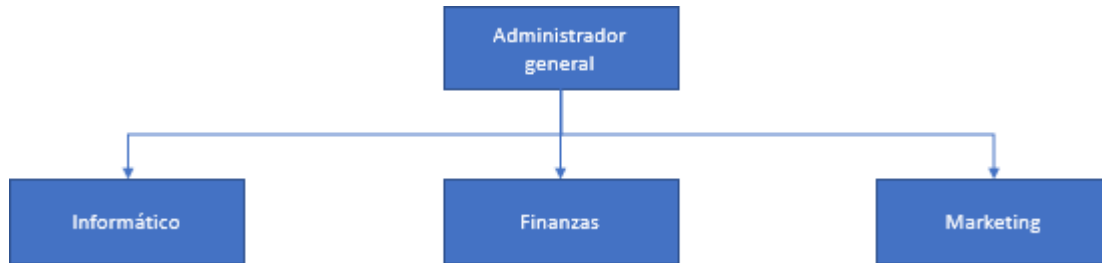 Administrador
general
Informático
Finanzas
Marketing